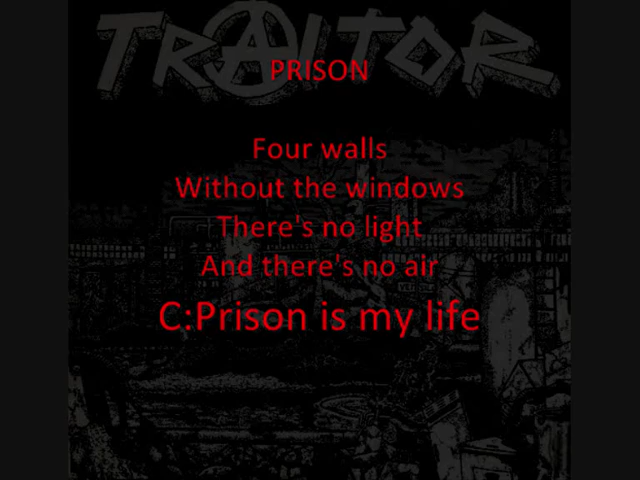 TRAITOR
PRISON
Four walls
Without the windows
There's no light
And there's no air
C:Prison is my life